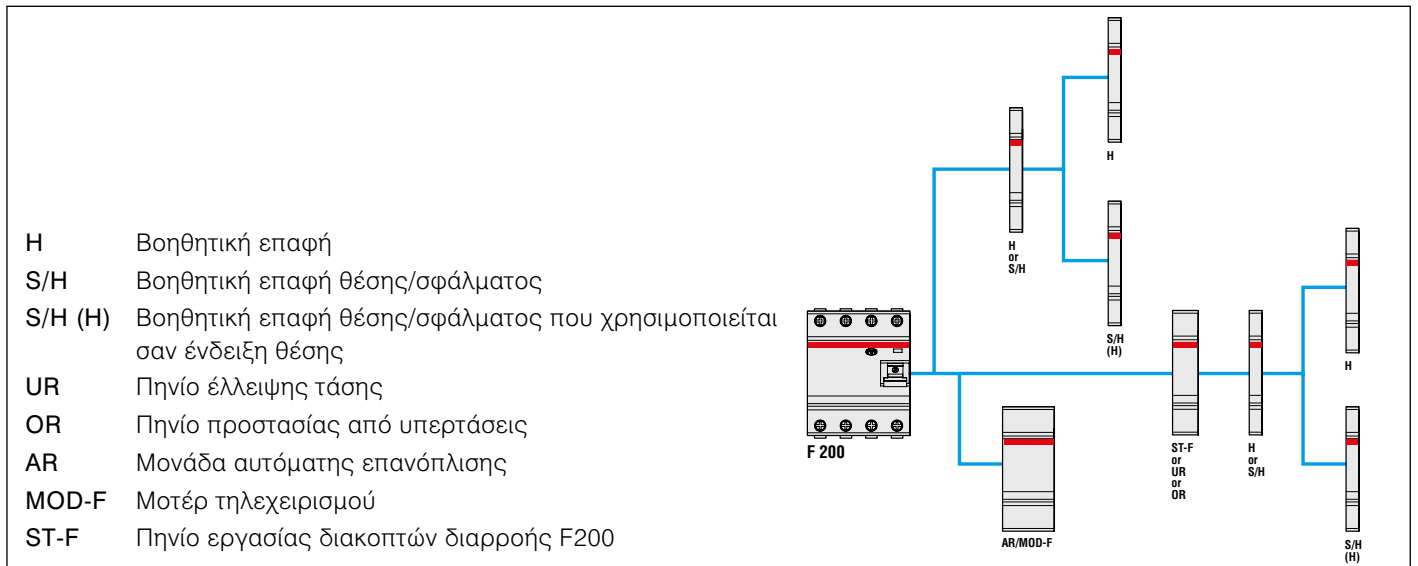 H Βοηθητική επαφή
S/H Βοηθητική επαφή θέσης/σφάλματος
S/H (H) Βοηθητική επαφή θέσης/σφάλματος που χρησιμοποιείται
σαν ένδειξη θέσης
UR Πηνίο έλλειψης τάσης
OR Πηνίο προστασίας από υπερτάσεις
AR Μονάδα αυτόματης επανόπλισης
MOD-F Μοτέρ τηλεχειρισμού
ST-F Πηνίο εργασίας διακοπτών διαρροής F200
F 200
H
or
S/H
H
S/H
(H)
AR/MOD-F
ST-F
or
UR
or
OR
H
or
S/H
H
S/H
(H)